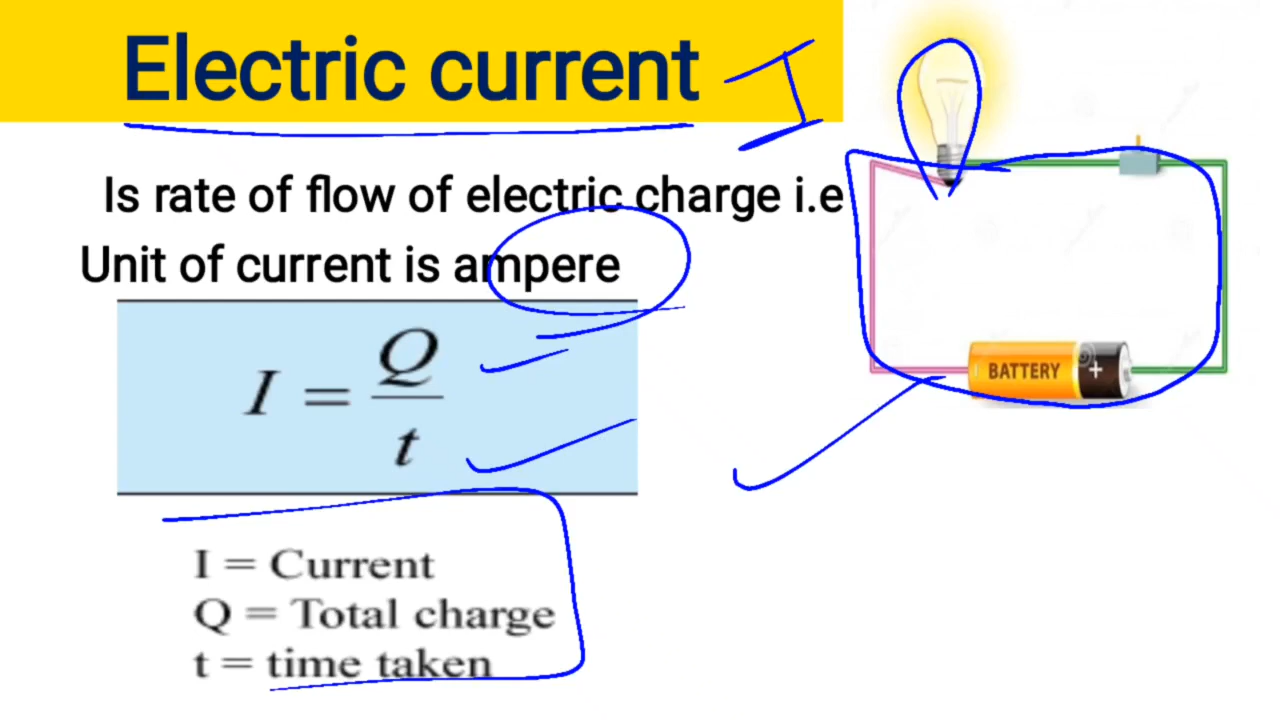 Electric current I
Is rate of flow of electric charge i.e
Unit of current is ampere
I = Q/t
BATTERY +
I = Current
Q = Total charge
t = time taken